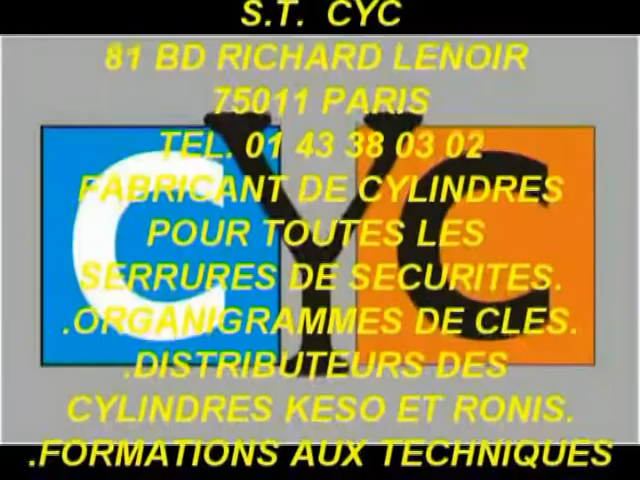 S.T. CYC
81 BD RICHARD LENOIR
75011 PARIS
TEL. 01 43 38 03 02
FABRICANT DE CYLINDRES
POUR TOUTES LES
SERRURES DE SECURITES.
.ORGANIGRAMMES DE CLES.
.DISTRIBUTEURS DES
CYLINDRES KESO ET RONIS.
.FORMATIONS AUX TECHNIQUES
CYC